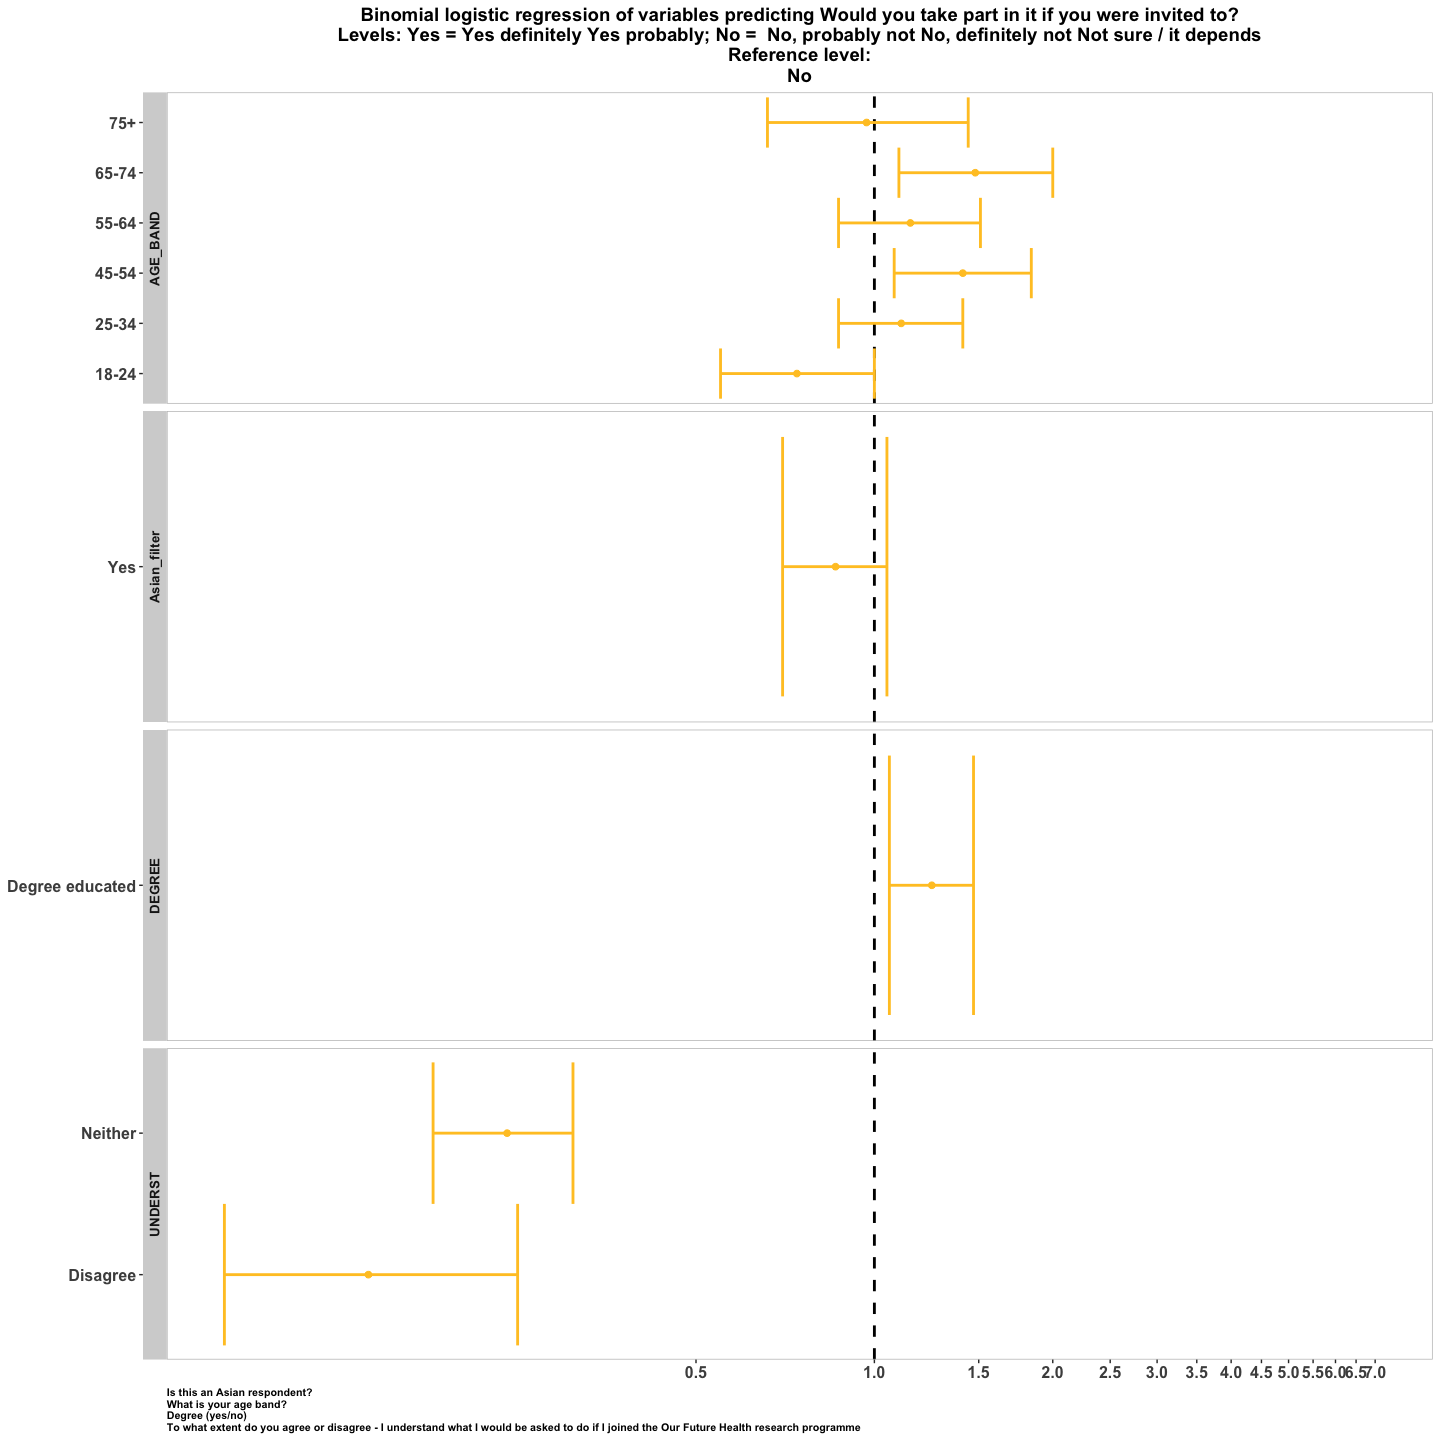 Binomial logistic regression of variables predicting Would you take part in it if you were invited to?
Levels: Yes = Yes definitely Yes probably; No =  No, probably not No, definitely not Not sure / it depends
Reference level:
No
AGE_BAND
75+
65-74
55-64
45-54
25-34
18-24
Asian_filter
Yes
DEGREE
Degree educated
UNDERST
Neither
Disagree
0.5 1.0 1.5 2.0 2.5 3.0 3.5 4.0 4.5 5.0 5.5 6.0 6.5 7.0
Is this an Asian respondent?
What is your age band?
Degree (yes/no)
To what extent do you agree or disagree - I understand what I would be asked to do if I joined the Our Future Health research programme